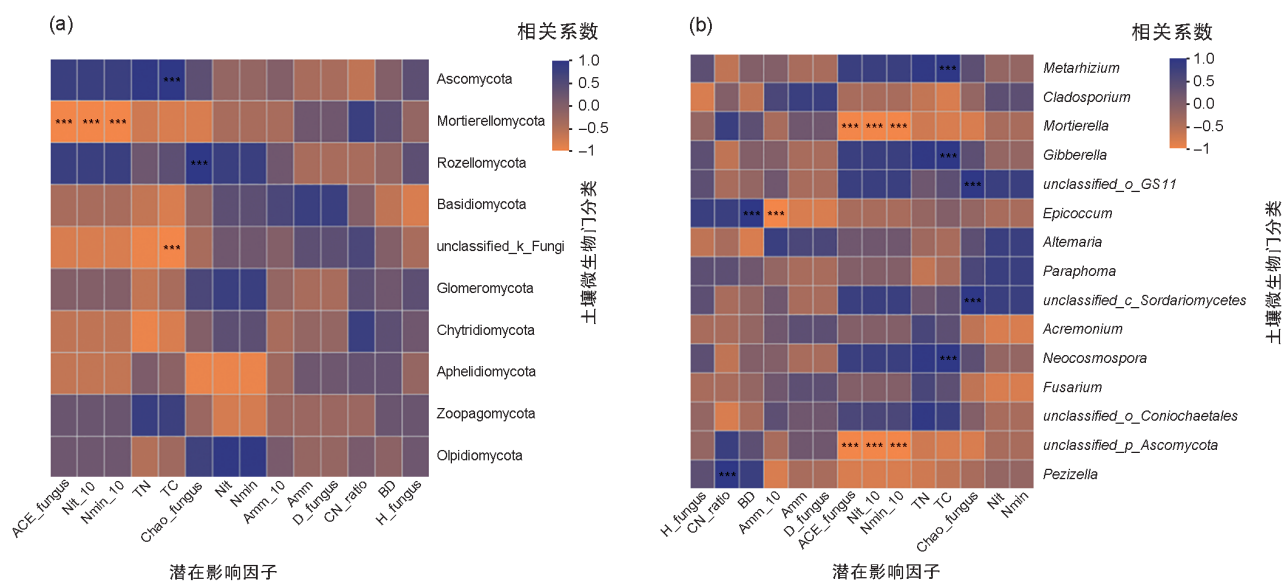 (a)
相关系数
1.0
0.5
0.0
−0.5
−1
Ascomycota
***
Mortierellomycota
*** *** ***
Rozellomycota
***
Basidiomycota
unclassified_k_Fungi
***
Glomeromycota
Chytridiomycota
Aphelidiomycota
Zoopagomycota
Olpidiomycota
土壤微生物门分类
ACE_fungus
NIt_10
Nmin_10
TN
TC
Chao_fungus
NIt
Nmin
Amm_10
Amm
D_fungus
CN_ratio
BD
H_fungus
潜在影响因子
(b)
相关系数
1.0
0.5
0.0
−0.5
−1
Metarhizium
***
Cladosporium
Mortierella
*** *** ***
Gibberella
***
unclassified_o_GS11
***
Epicoccum
*** ***
Altemaria
Paraphoma
unclassified_c_Sordariomycetes
***
Acremonium
Neocosmospora
***
Fusarium
unclassified_o_Coniochaetales
unclassified_p_Ascomycota
*** *** ***
Pezizella
***
土壤微生物门分类
H_fungus
CN_ratio
BD
Amm_10
Amm
D_fungus
ACE_fungus
NIt_10
Nmin_10
TN
TC
Chao_fungus
NIt
Nmin
潜在影响因子